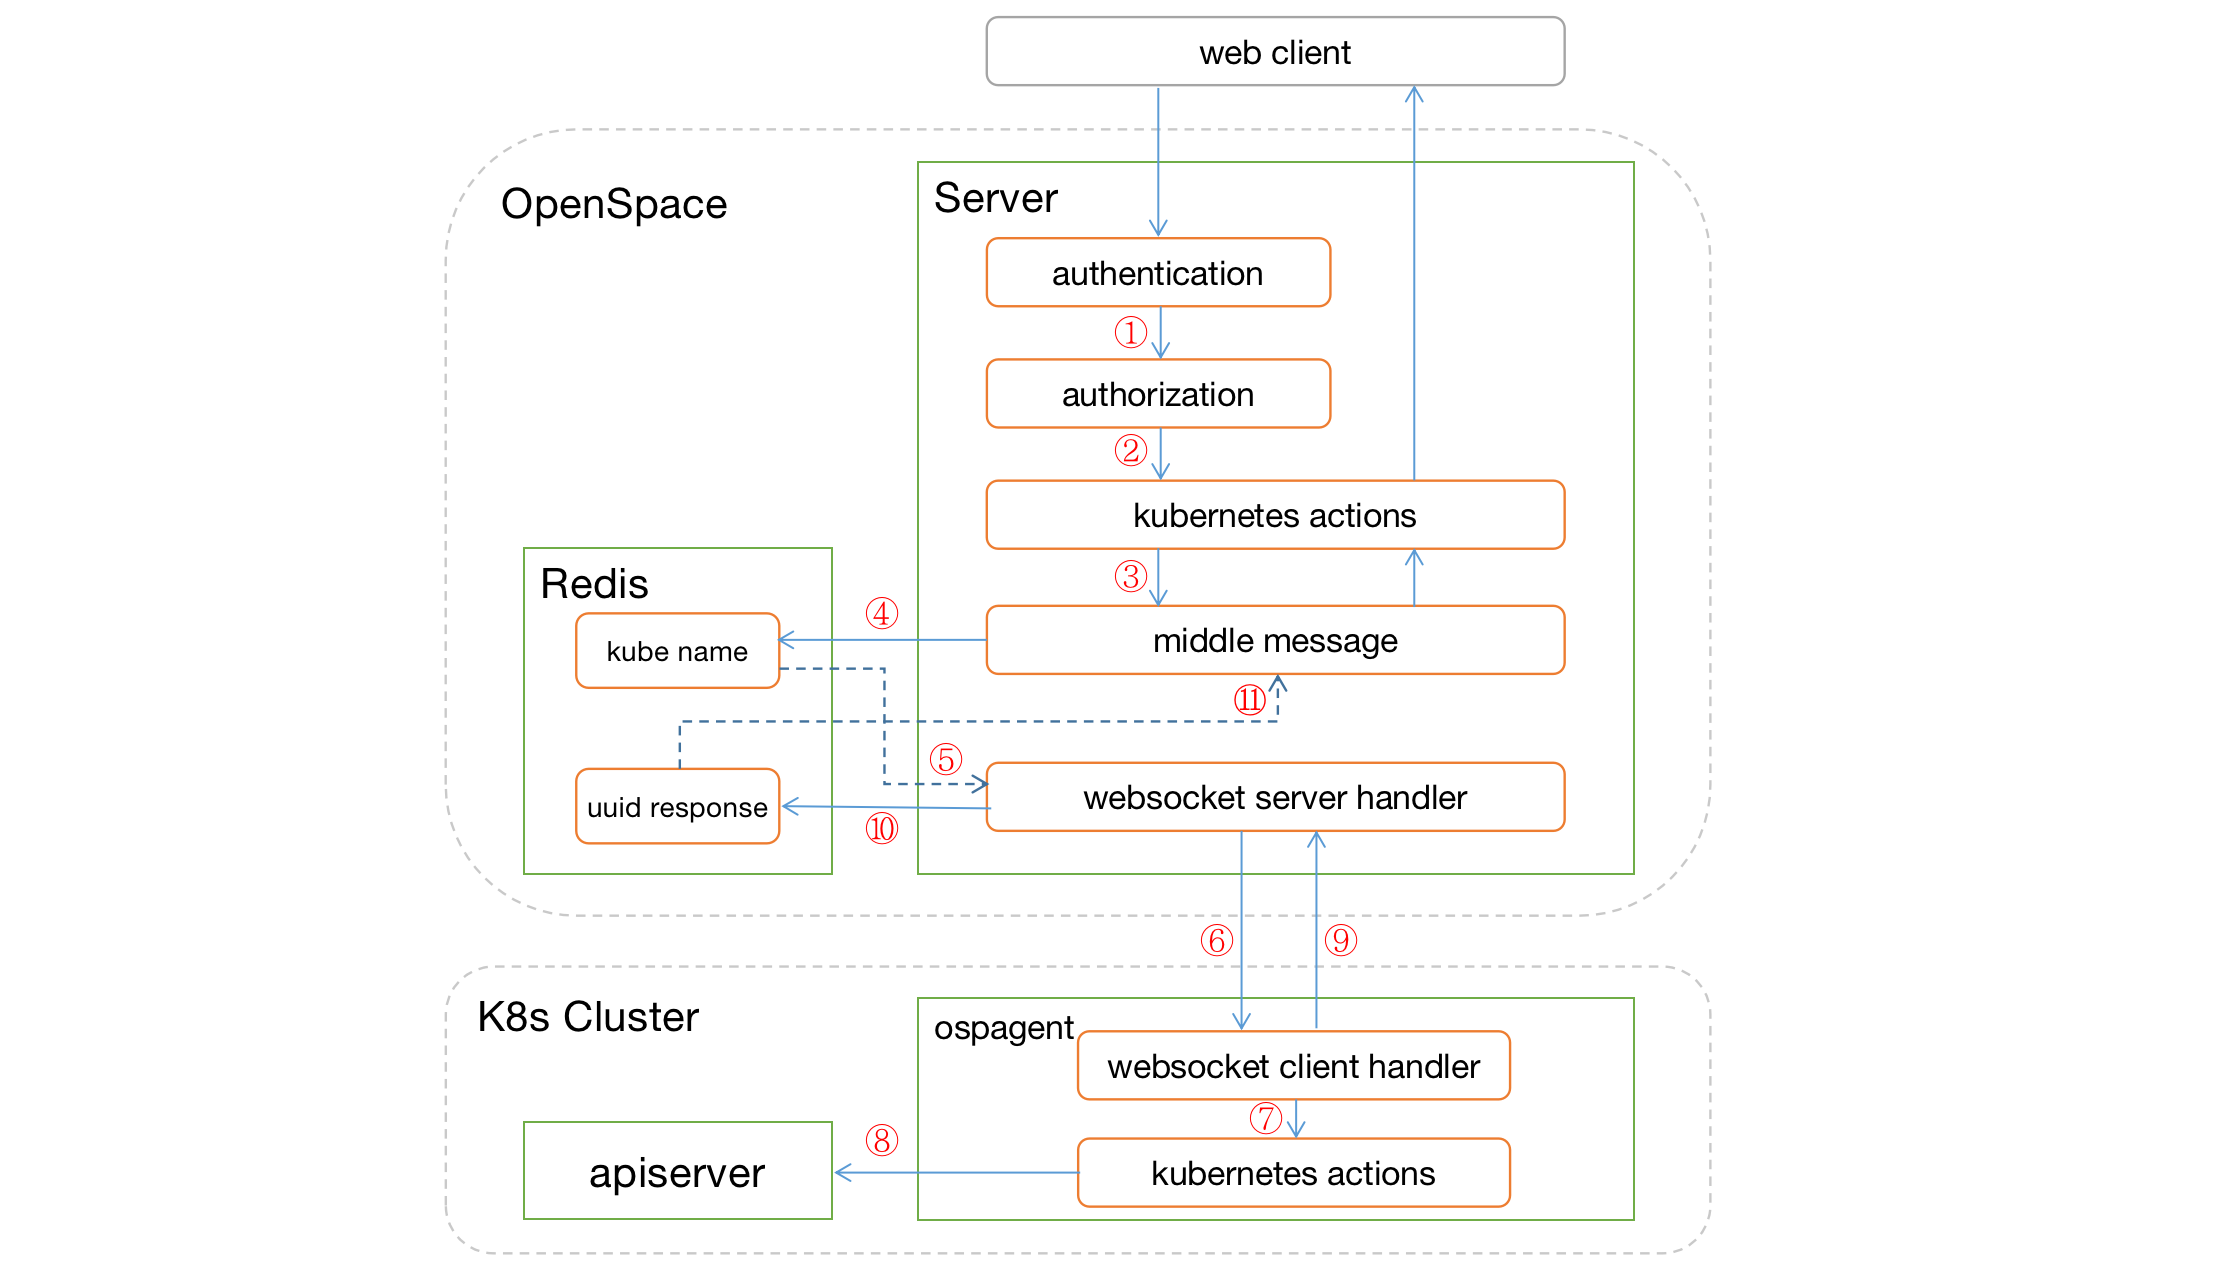 web client
OpenSpace
Server
authentication
①
authorization
②
kubernetes actions
③
Redis
④
kube name
middle message
⑪
⑤
uuid response
websocket server handler
⑩
⑥
⑨
K8s Cluster
ospagent
websocket client handler
⑦
⑧
apiserver
kubernetes actions